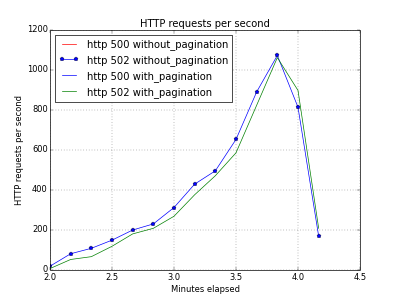 HTTP requests per second
1200
1000
800
600
400
200
0
HTTP requests per second
http 500 without_pagination
http 502 without_pagination
http 500 with_pagination
http 502 with_pagination
2.0 2.5 3.0 3.5 4.0 4.5
Minutes elapsed